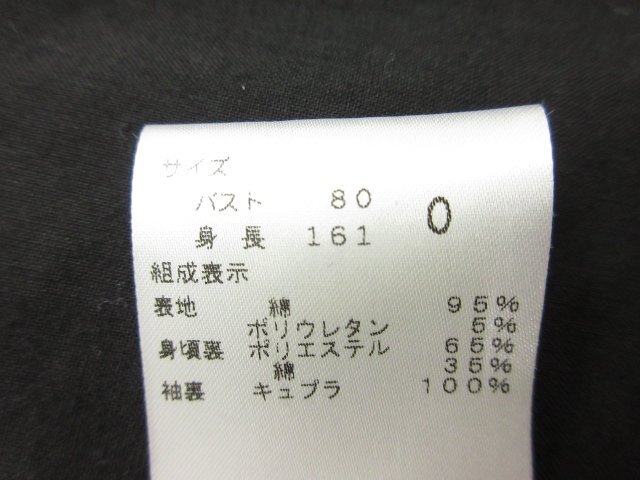 サイズ
バスト 80
0
身長 161
組成表示
表地 綿 95%
ポリウレタン 5%
身頃裏 ポリエステル 65%
綿 35%
袖裏 キュプラ 100%